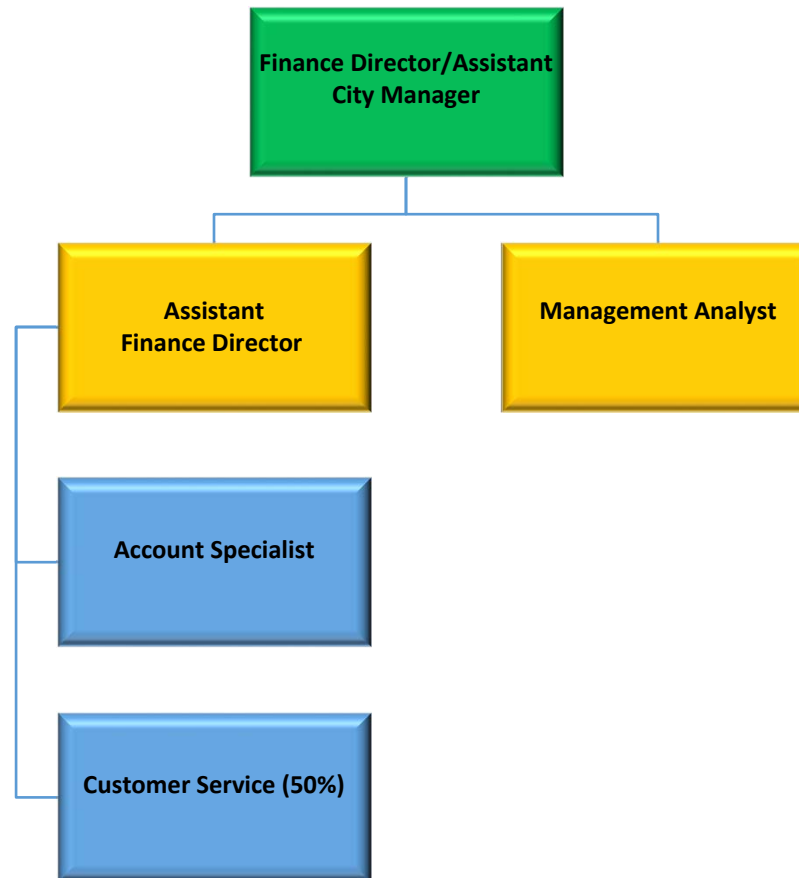 Finance Director/Assistant
City Manager
Assistant
Finance Director
Management Analyst
Account Specialist
Customer Service (50%)